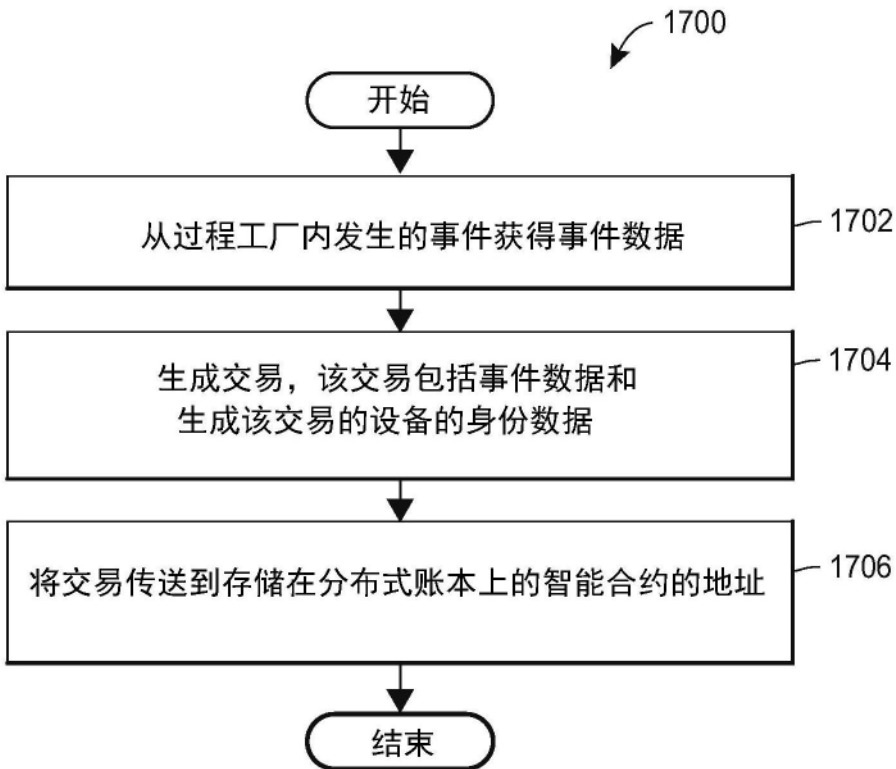 1700
开始
从过程工厂内发生的事件获得事件数据
1702
生成交易，该交易包括事件数据和
生成该交易的设备的身份数据
1704
将交易传送到存储在分布式账本上的智能合约的地址
1706
结束